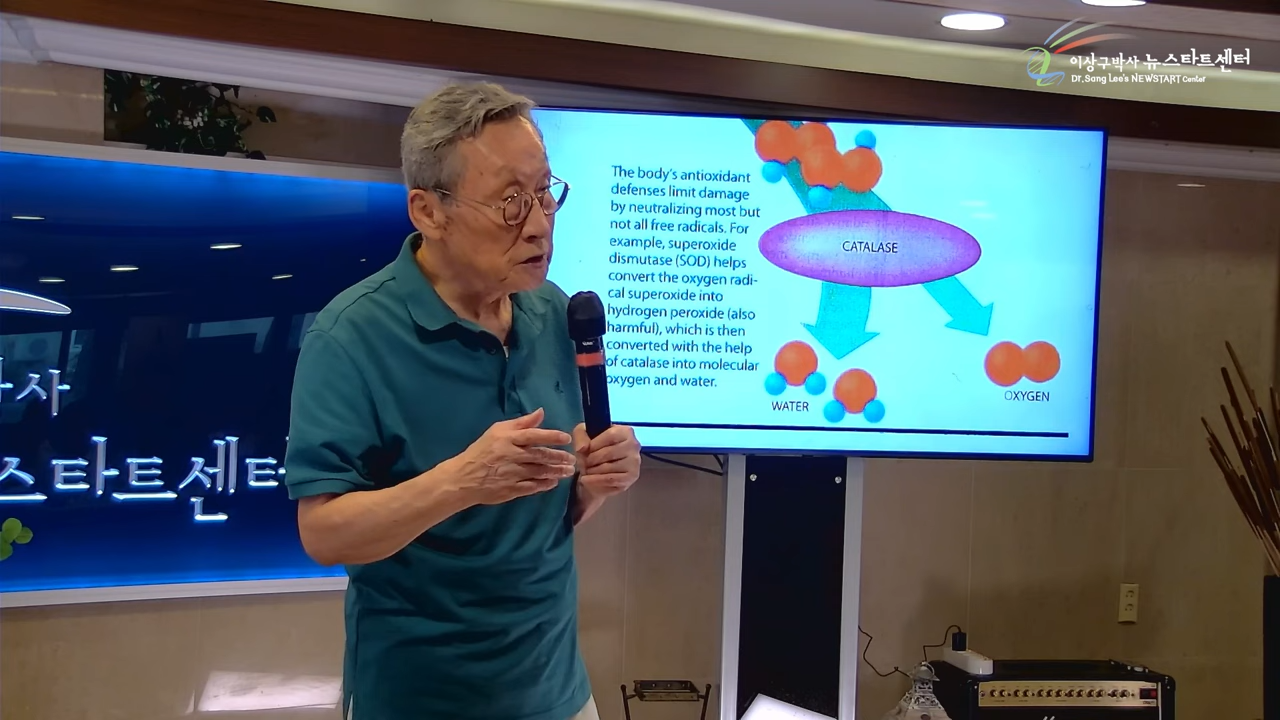 이상구박사 뉴스타트센터
Dr. Sang Lee's NEWSTART Center
The body's antioxidant
defenses limit damage
by neutralizing most but
not all free radicals. For
example, superoxide
dismutase (SOD) helps
convert the oxygen radi-
cal superoxide into
hydrogen peroxide (also
harmful), which is then
converted with the help
of catalase into molecular
oxygen and water.
CATALASE
WATER
OXYGEN
사
스타트센터